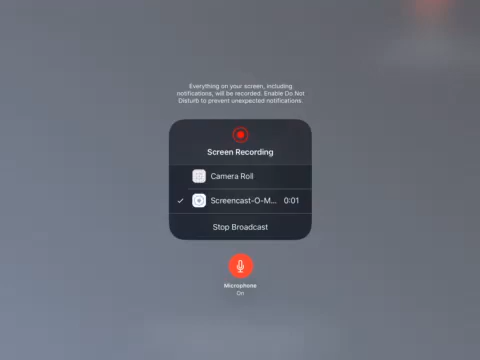 Everything on your screen, including
notifications, will be recorded. Enable Do Not
Disturb to prevent unexpected notifications.
Screen Recording
Camera Roll
Screencast-O-M... 0:01
Stop Broadcast
Microphone
On